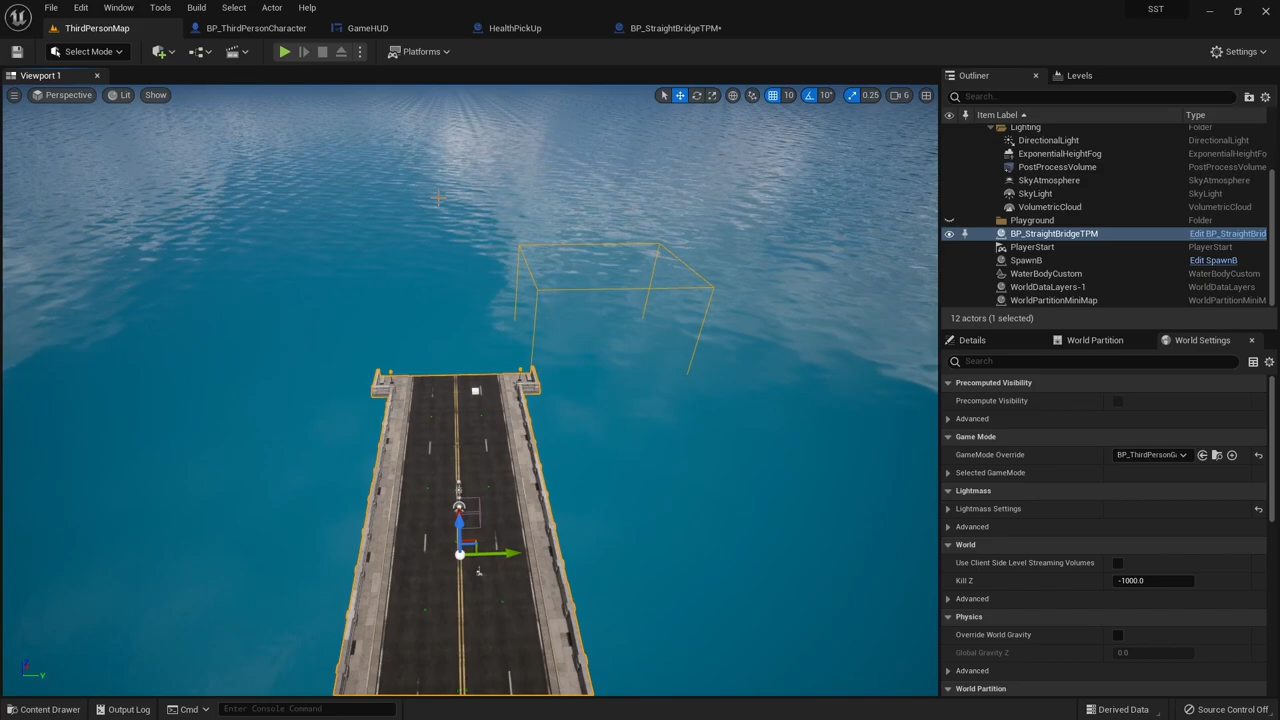 File Edit Window Tools Build Select Actor Help SST
ThirdPersonMap BP_ThirdPersonCharacter GameHUD HealthPickUp BP_StraightBridgeTPM*
Select Mode Platforms Settings
Viewport 1 Outliner Levels
Perspective Lit Show 10 10° 0.25 6 Search...
Item Label Type
Lighting Folder
DirectionalLight DirectionalLight
ExponentialHeightFog ExponentialHeightFo
PostProcessVolume PostProcessVolume
SkyAtmosphere SkyAtmosphere
SkyLight SkyLight
VolumetricCloud VolumetricCloud
Playground Folder
BP_StraightBridgeTPM Edit BP_StraightBrid
PlayerStart PlayerStart
SpawnB Edit SpawnB
WaterBodyCustom WaterBodyCustom
WorldDataLayers-1 WorldDataLayers
WorldPartitionMiniMap WorldPartitionMiniM
12 actors (1 selected)
Details World Partition World Settings
Search
Precomputed Visibility
Precompute Visibility
Advanced
Game Mode
GameMode Override BP_ThirdPersonGa
Selected GameMode
Lightmass
Lightmass Settings
Advanced
World
Use Client Side Level Streaming Volumes
Kill Z -1000.0
Advanced
Physics
Override World Gravity
Global Gravity Z 0.0
Advanced
World Partition
Z
Y
Content Drawer Output Log Cmd Enter Console Command Derived Data Source Control Off